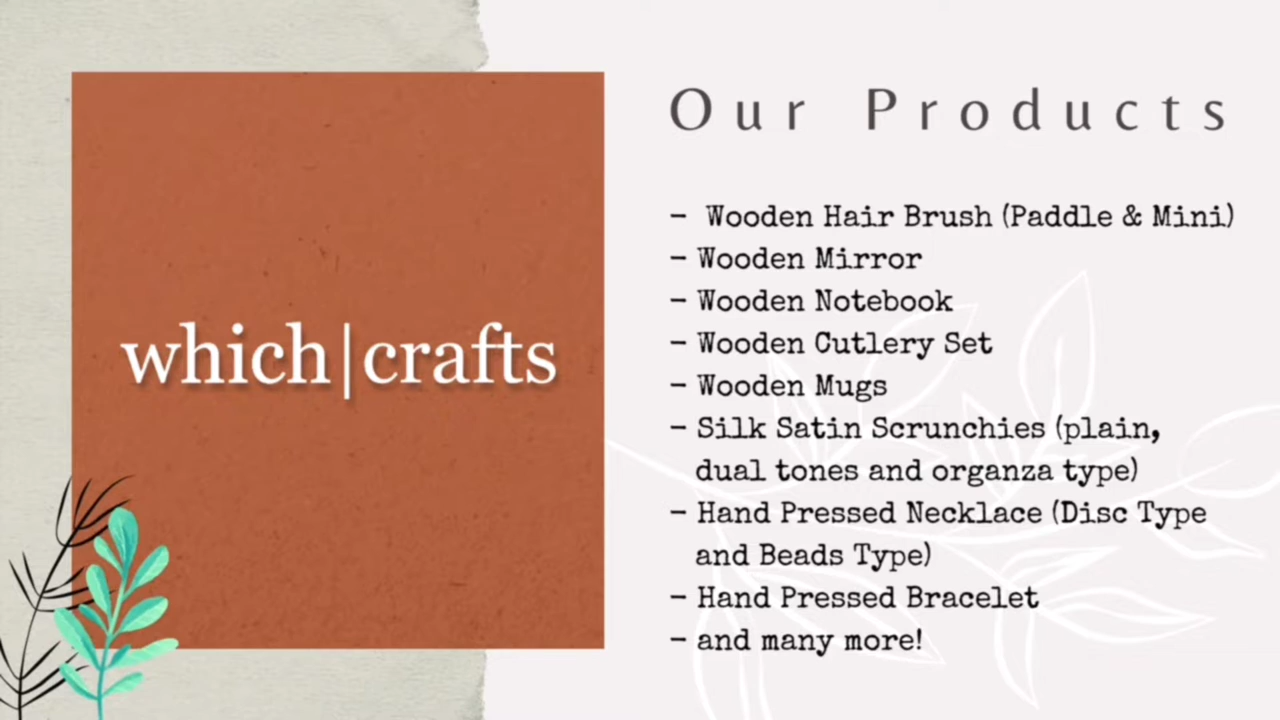 which|crafts
Our Products
- Wooden Hair Brush (Paddle & Mini)
- Wooden Mirror
- Wooden Notebook
- Wooden Cutlery Set
- Wooden Mugs
- Silk Satin Scrunchies (plain,
dual tones and organza type)
- Hand Pressed Necklace (Disc Type
and Beads Type)
- Hand Pressed Bracelet
- and many more!